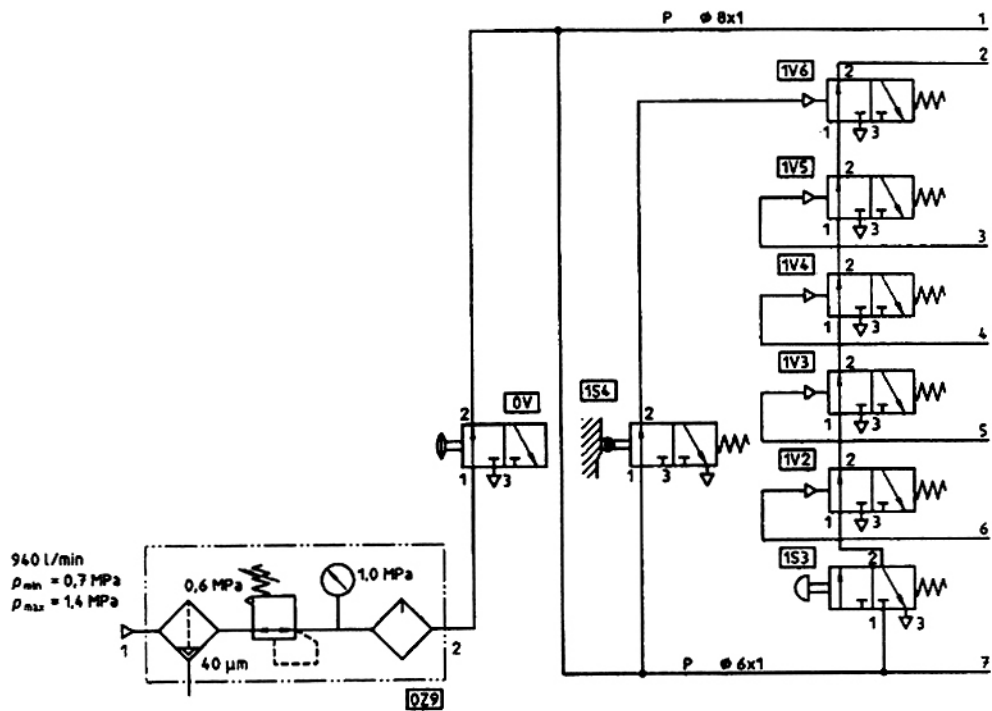 P ø 8x1 1
2
1V6
2
1 3
1V5
2
1 3
3
1V4
2
1 3
4
1V3
2
1 3
5
1V2
2
1 3
6
1S3
2
1 3
0V
2
1 3
1S4
2
1 3
940 l/min
pmin = 0,7 MPa
pmax = 1,4 MPa
0,6 MPa
1,0 MPa
1
40 µm
2
0Z9
P ø 6x1 7